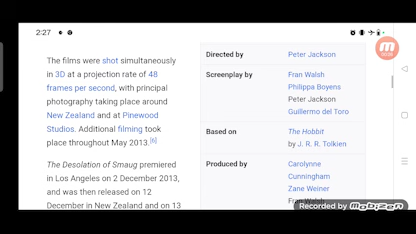 2:27
The films were shot simultaneously
in 3D at a projection rate of 48
frames per second, with principal
photography taking place around
New Zealand and at Pinewood
Studios. Additional filming took
place throughout May 2013.[6]
The Desolation of Smaug premiered
in Los Angeles on 2 December 2013,
and was then released on 12
December in New Zealand and on 13
Directed by Peter Jackson
Screenplay by Fran Walsh
Philippa Boyens
Peter Jackson
Guillermo del Toro
Based on The Hobbit
by J. R. R. Tolkien
Produced by Carolynne
Cunningham
Zane Weiner
Fran Walsh
Recorded by Mobizen